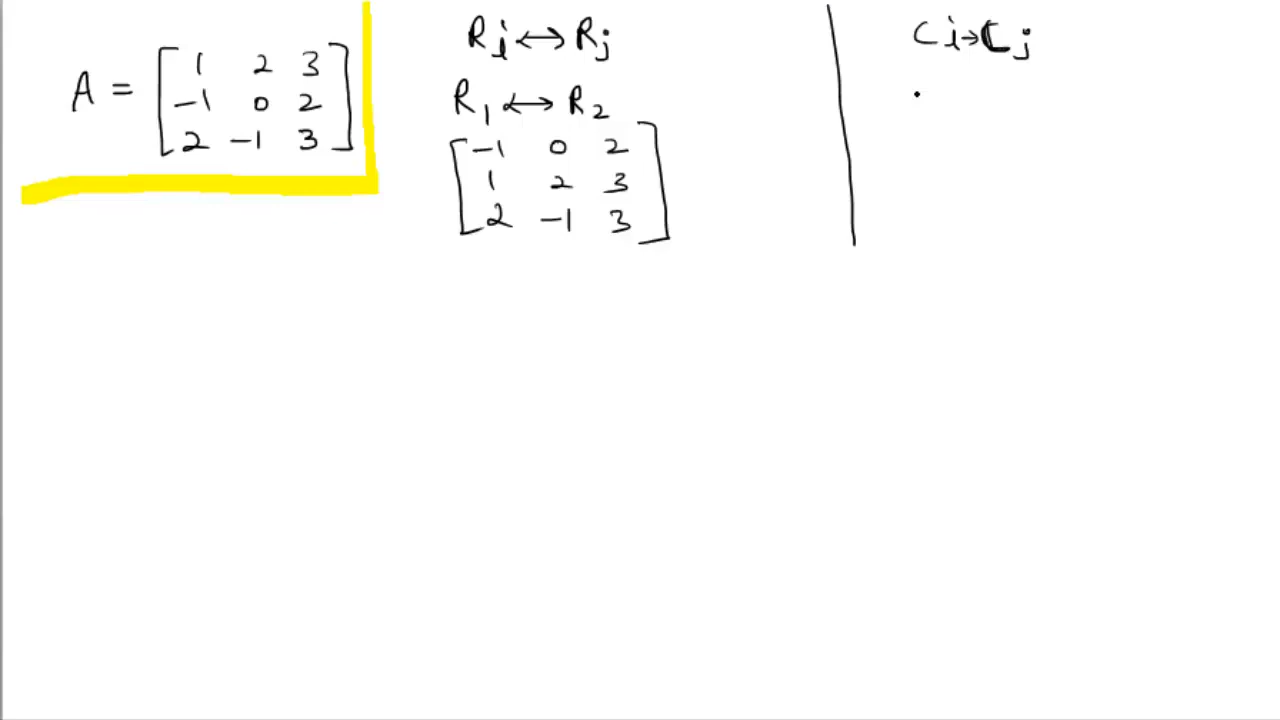 A = [ 1 2 3
-1 0 2
2 -1 3 ]
Ri ↔ Rj
R1 ↔ R2
[ -1 0 2
1 2 3
2 -1 3 ]
Ci → Cj